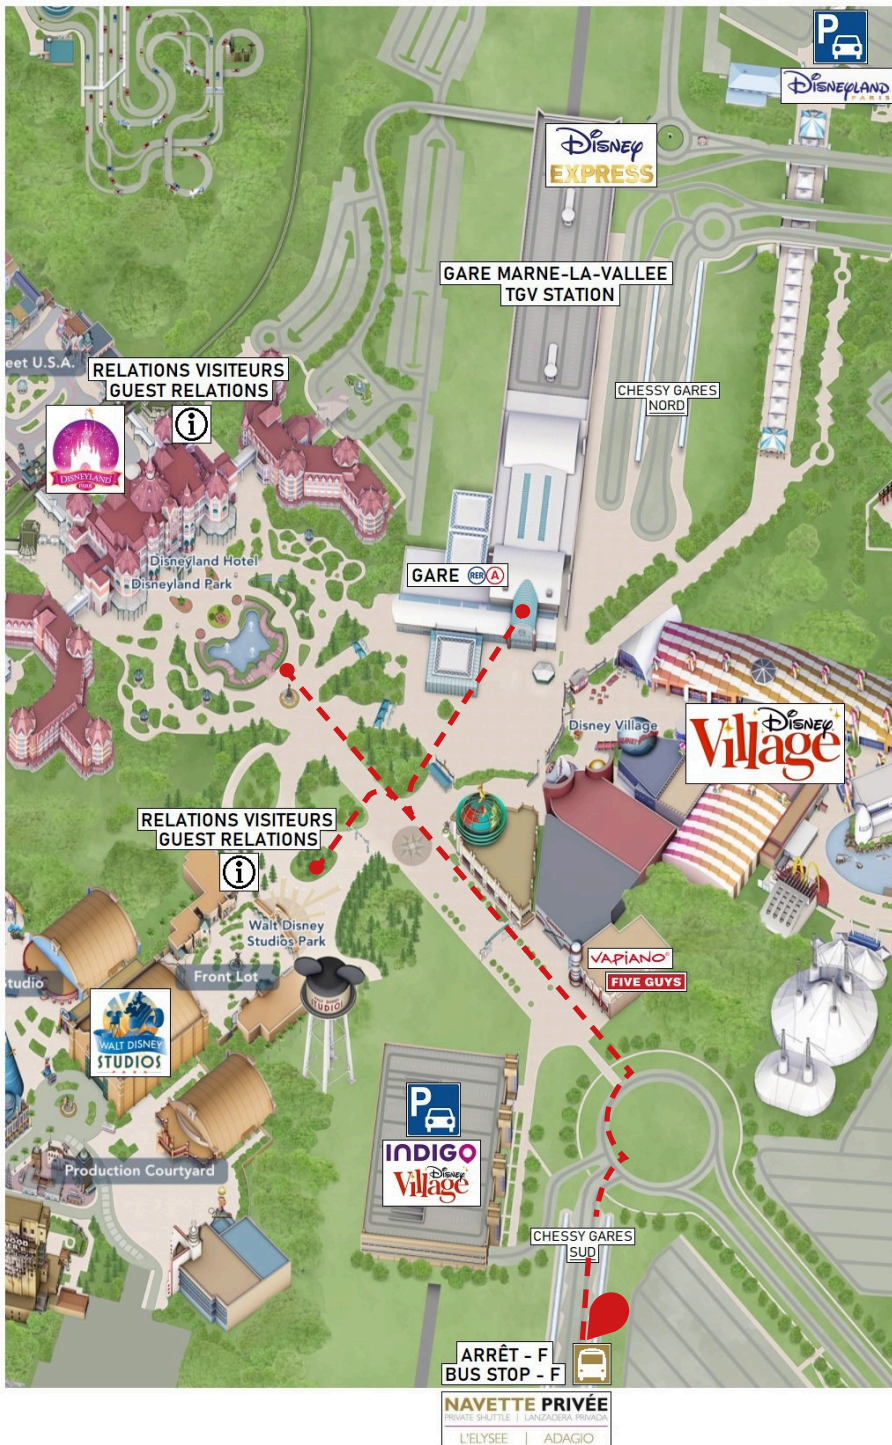 P
Disneyland
PARIS
Disney
EXPRESS
GARE MARNE-LA-VALLEE
TGV STATION
eet U.S.A.
RELATIONS VISITEURS
GUEST RELATIONS
i
DISNEYLAND
PARK
CHESSY GARES
NORD
Disneyland Hotel
Disneyland Park
GARE RER A
Disney Village
Disney
Village
RELATIONS VISITEURS
GUEST RELATIONS
i
Walt Disney
Studios Park
Front Lot
Studio
VAPIANO
FIVE GUYS
WALT DISNEY
STUDIOS
PARK
P
INDIGO
Disney
Village
Production Courtyard
CHESSY GARES
SUD
ARRÊT - F
BUS STOP - F
NAVETTE PRIVÉE
PRIVATE SHUTTLE | LANZADERA PRIVADA
L'ELYSEE | ADAGIO